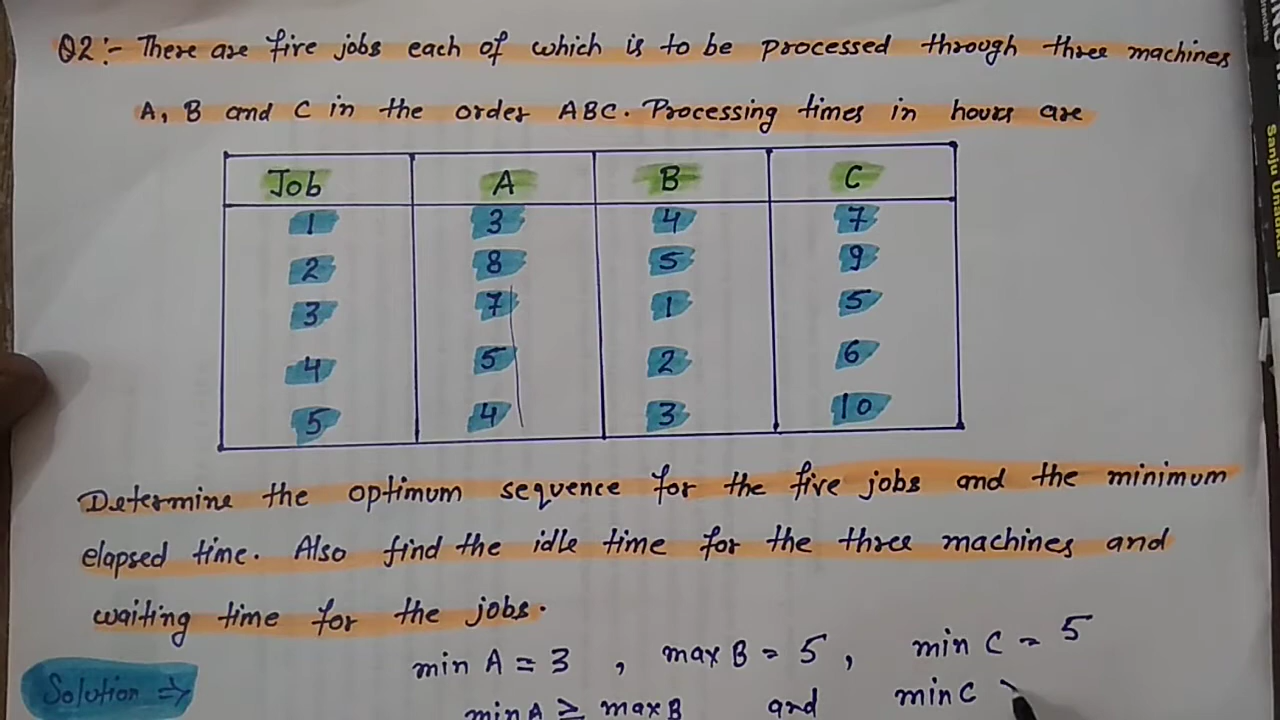 Q2:- There are five jobs each of which is to be processed through three machines
A, B and C in the order ABC. Processing times in hours are
Job A B C
1 3 4 7
2 8 5 9
3 7 1 5
4 5 2 6
5 4 3 10
Determine the optimum sequence for the five jobs and the minimum
elapsed time. Also find the idle time for the three machines and
waiting time for the jobs.
Solution ⇒
min A = 3 , max B = 5 , min C = 5
min A ≥ max B and min C
Sanju